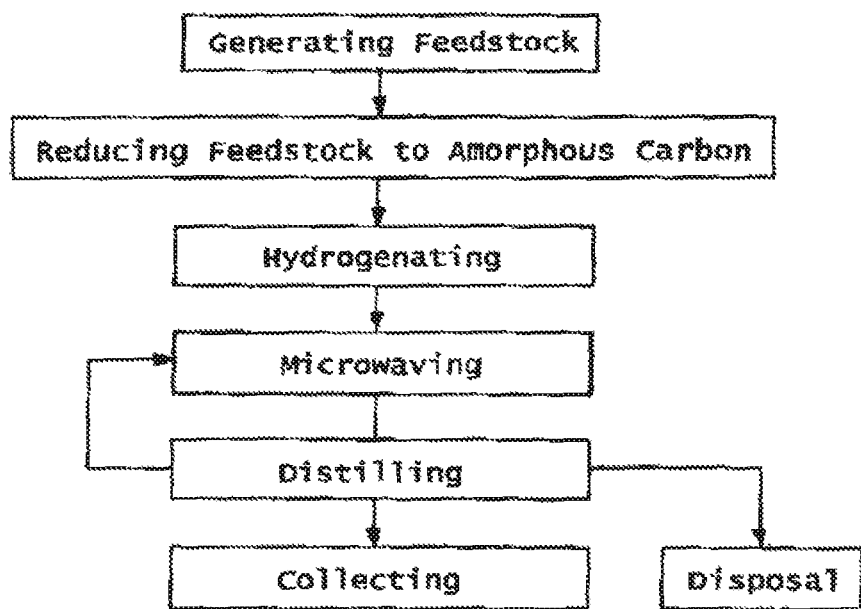 Generating Feedstock
Reducing Feedstock to Amorphous Carbon
Hydrogenating
Microwaving
Distilling
Collecting
Disposal